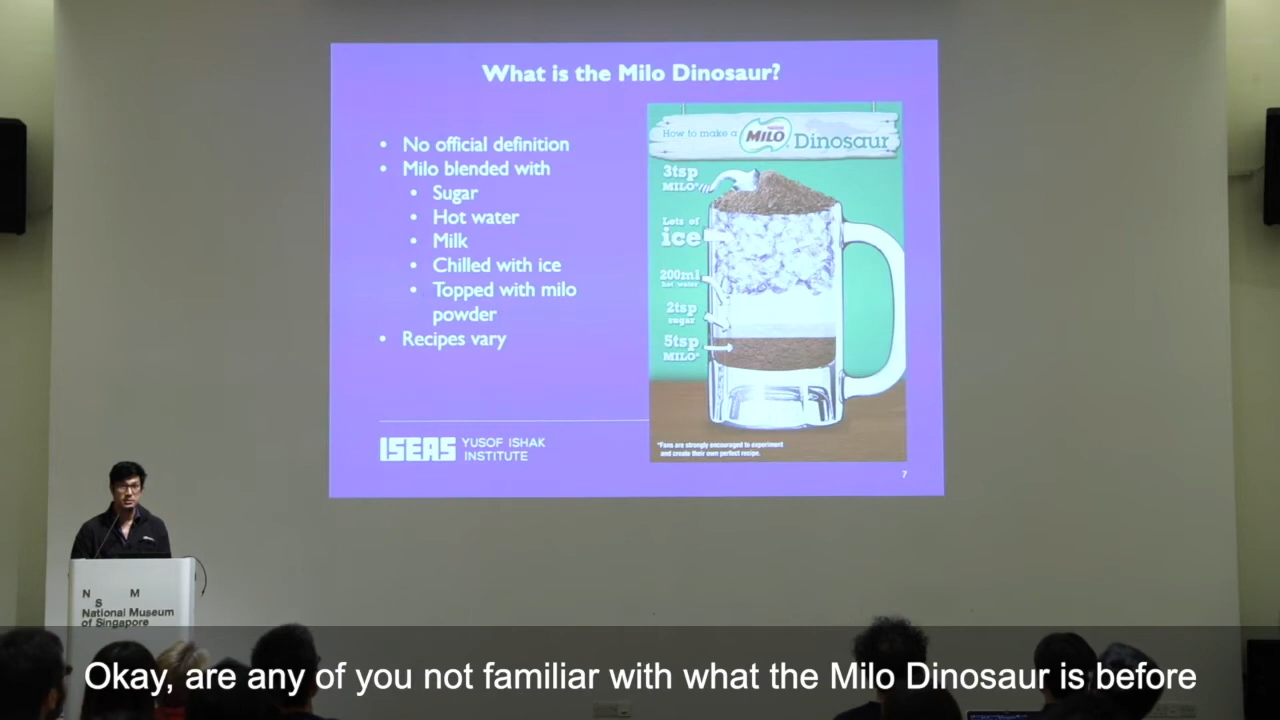 What is the Milo Dinosaur?
• No official definition
• Milo blended with
• Sugar
• Hot water
• Milk
• Chilled with ice
• Topped with milo
powder
• Recipes vary
ISEAS YUSOF ISHAK
INSTITUTE
How to make a
Nestlé
MILO
Dinosaur
3tsp
MILO*
Lots of
ice
200ml
hot water
2tsp
sugar
5tsp
MILO*
*Fans are strongly encouraged to experiment
and create their own perfect recipe.
7
N M
S
National Museum
of Singapore
Okay, are any of you not familiar with what the Milo Dinosaur is before